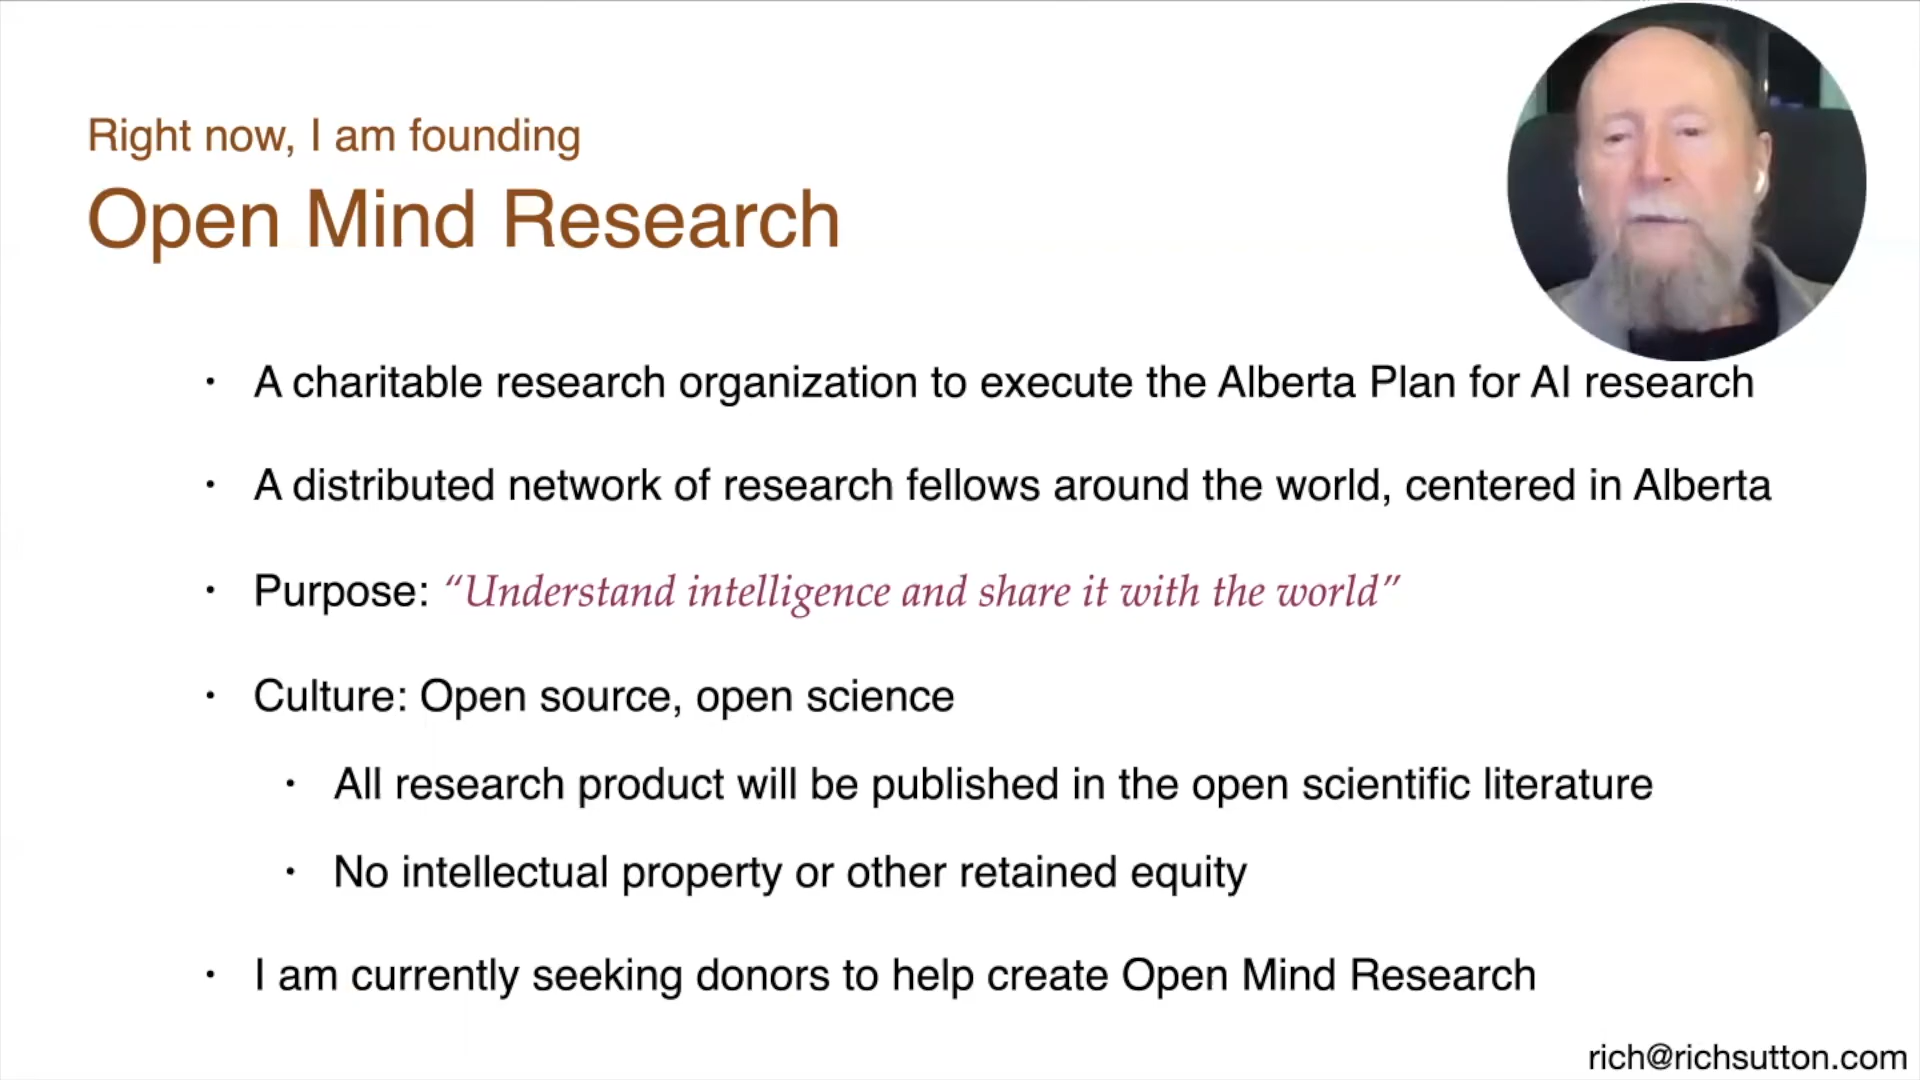 Right now, I am founding
Open Mind Research
• A charitable research organization to execute the Alberta Plan for AI research
• A distributed network of research fellows around the world, centered in Alberta
• Purpose: “Understand intelligence and share it with the world”
• Culture: Open source, open science
• All research product will be published in the open scientific literature
• No intellectual property or other retained equity
• I am currently seeking donors to help create Open Mind Research
rich@richsutton.com